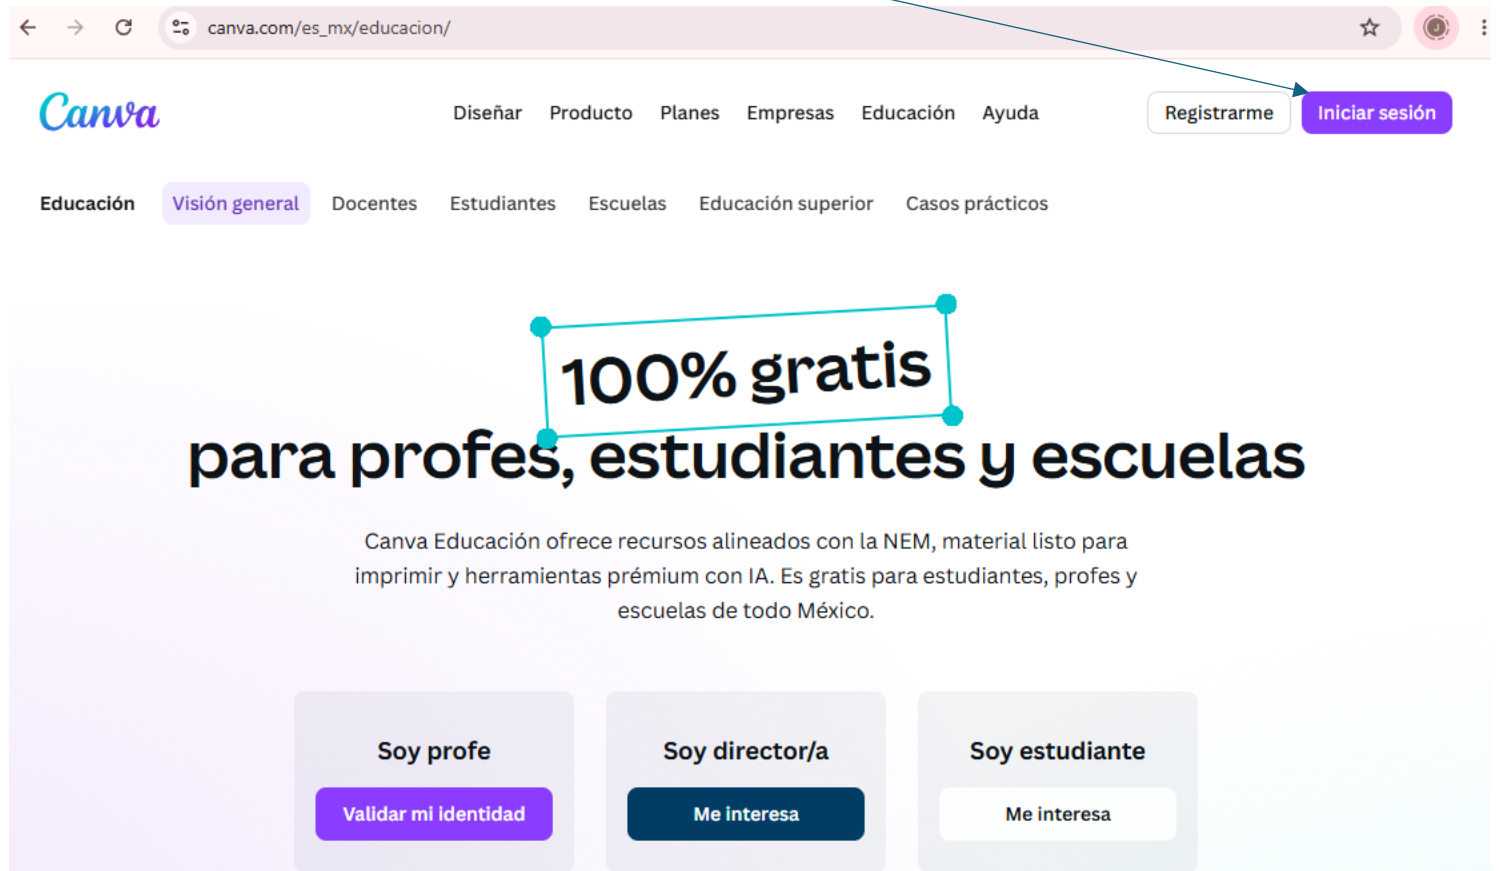 canva.com/es_mx/educacion/
J
Canva
Diseñar Producto Planes Empresas Educación Ayuda Registrarme Iniciar sesión
Educación Visión general Docentes Estudiantes Escuelas Educación superior Casos prácticos
100% gratis
para profes, estudiantes y escuelas
Canva Educación ofrece recursos alineados con la NEM, material listo para
imprimir y herramientas prémium con IA. Es gratis para estudiantes, profes y
escuelas de todo México.
Soy profe Soy director/a Soy estudiante
Validar mi identidad Me interesa Me interesa